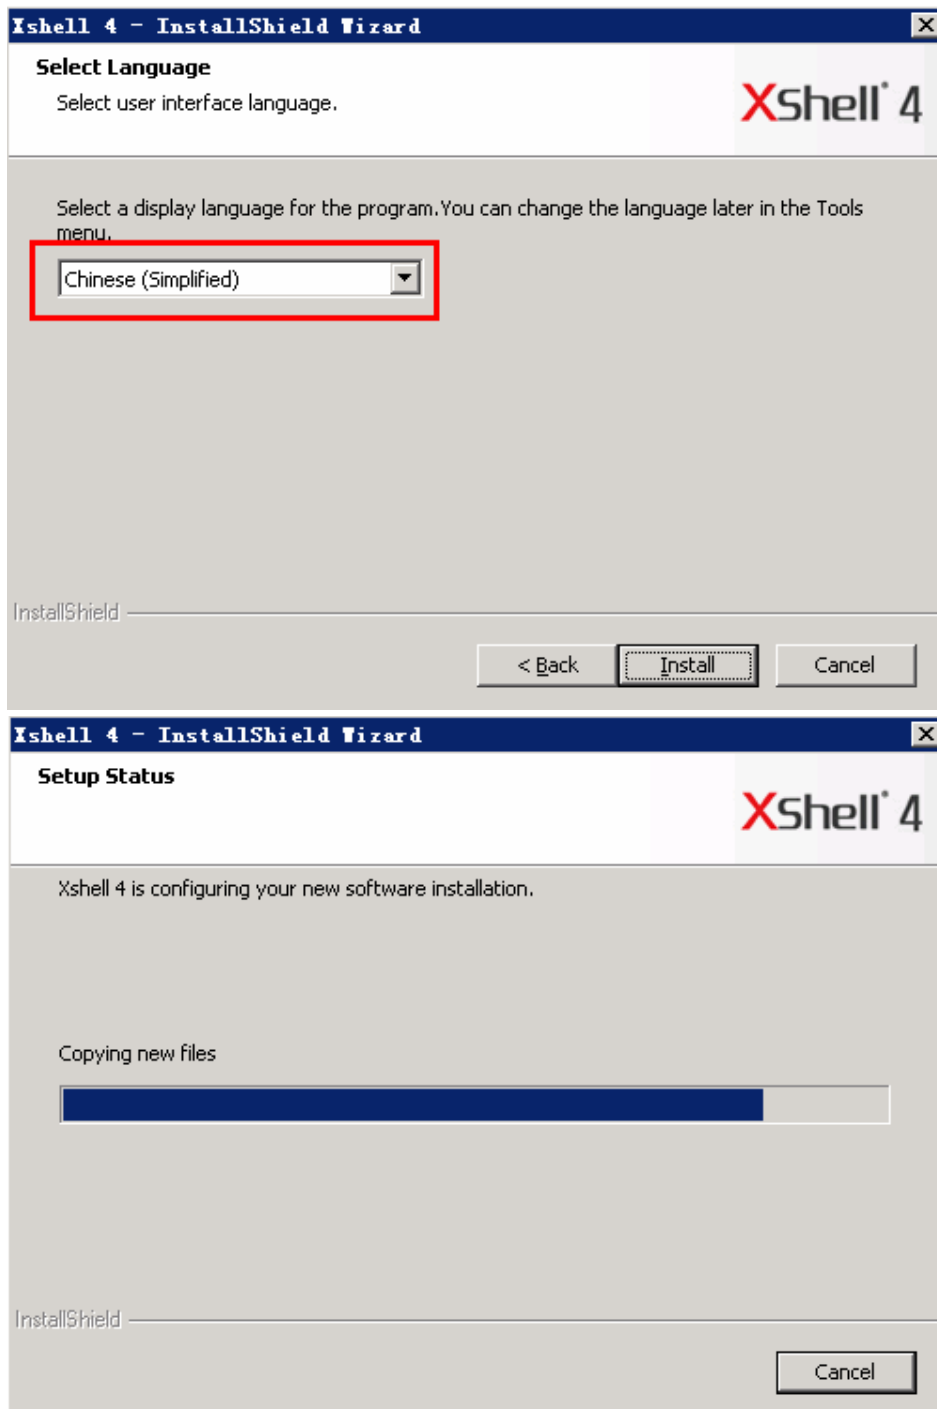 Xshell 4 - InstallShield Wizard
Select Language
Select user interface language.
XShell® 4
Select a display language for the program.You can change the language later in the Tools
menu.
Chinese (Simplified)
InstallShield
< Back
Install
Cancel
Xshell 4 - InstallShield Wizard
Setup Status
XShell® 4
Xshell 4 is configuring your new software installation.
Copying new files
InstallShield
Cancel